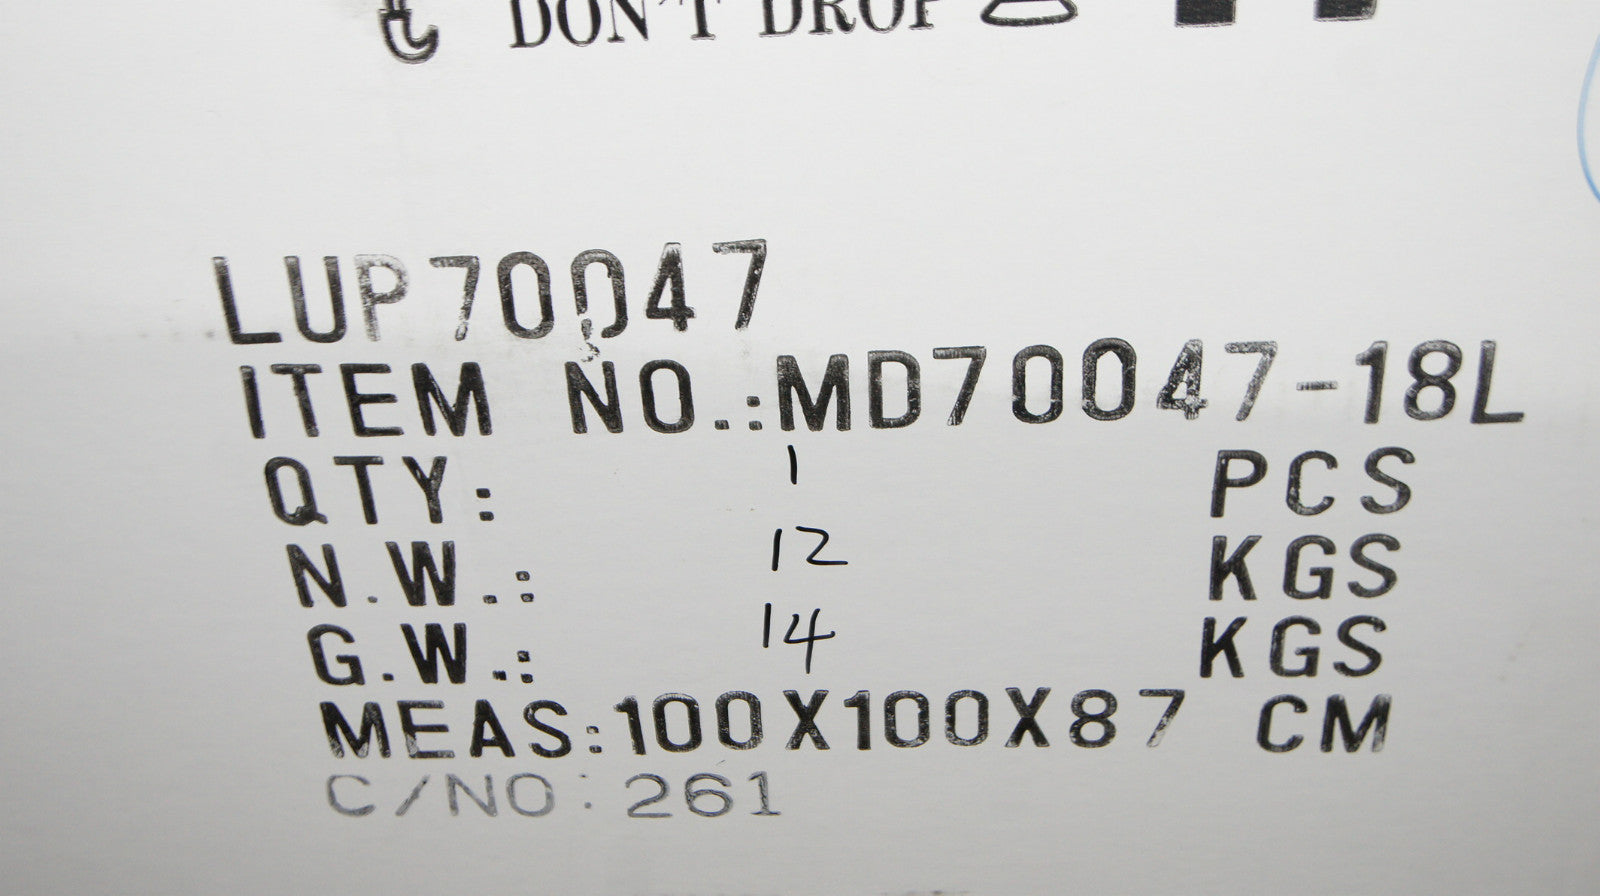 DON'T DROP
LUP70047
ITEM NO.:MD70047-18L
QTY: 1 PCS
N.W.: 12 KGS
G.W.: 14 KGS
MEAS:100X100X87 CM
C/NO:261